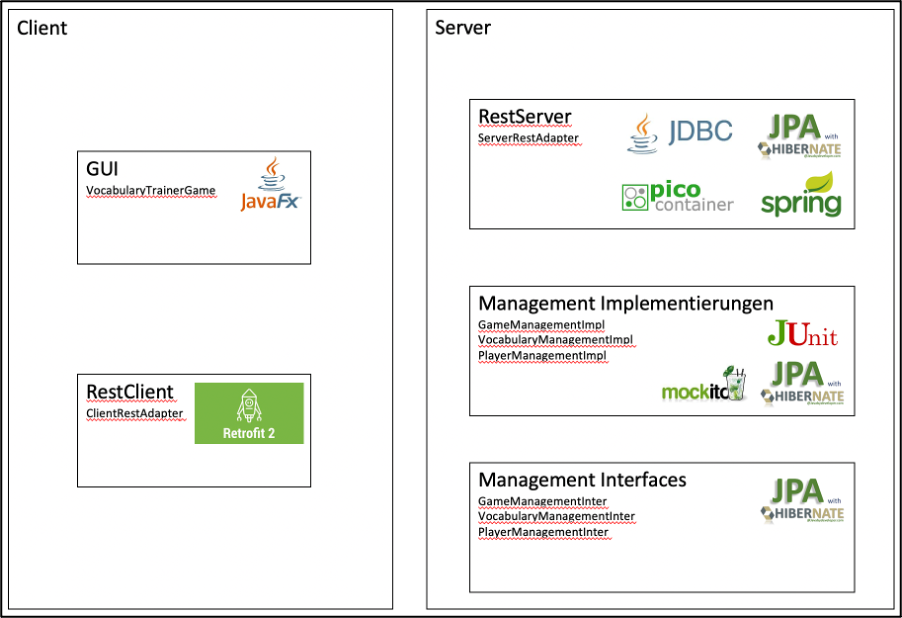 Client
GUI
VocabularyTrainerGame
JavaFx
RestClient
ClientRestAdapter
Retrofit 2
Server
RestServer
ServerRestAdapter
JDBC
JPA with
HIBERNATE
pico
container
spring
Management Implementierungen
GameManagementImpl
VocabularyManagementImpl
PlayerManagementImpl
JUnit
mockito
JPA with
HIBERNATE
Management Interfaces
GameManagementInter
VocabularyManagementInter
PlayerManagementInter
JPA with
HIBERNATE